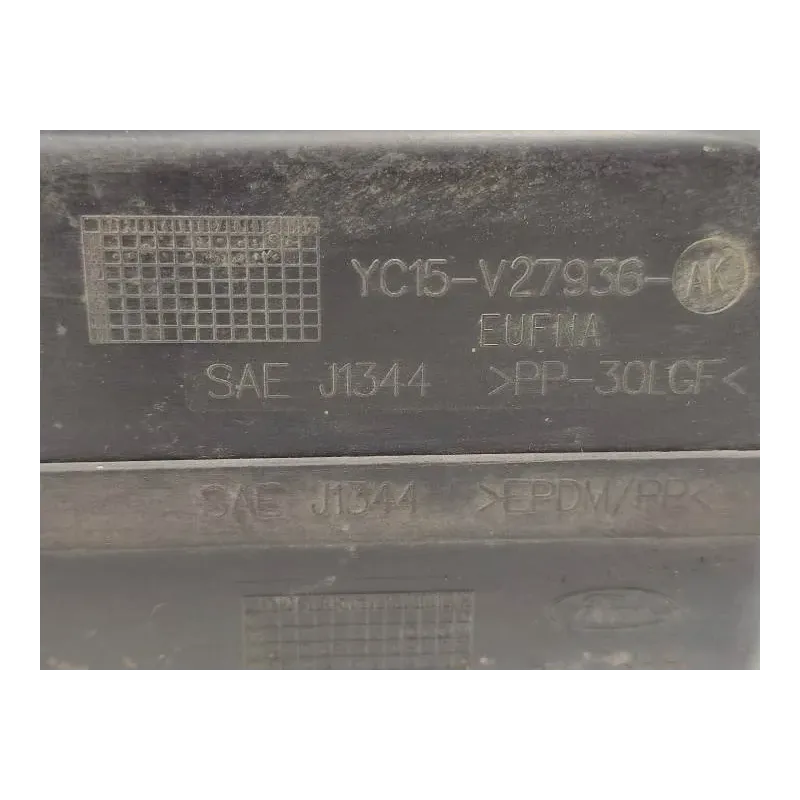 YC15-V27936-AK
EUFNA
SAE J1344 >PP-30LGF<
SAE J1344 >EPDM/PP<